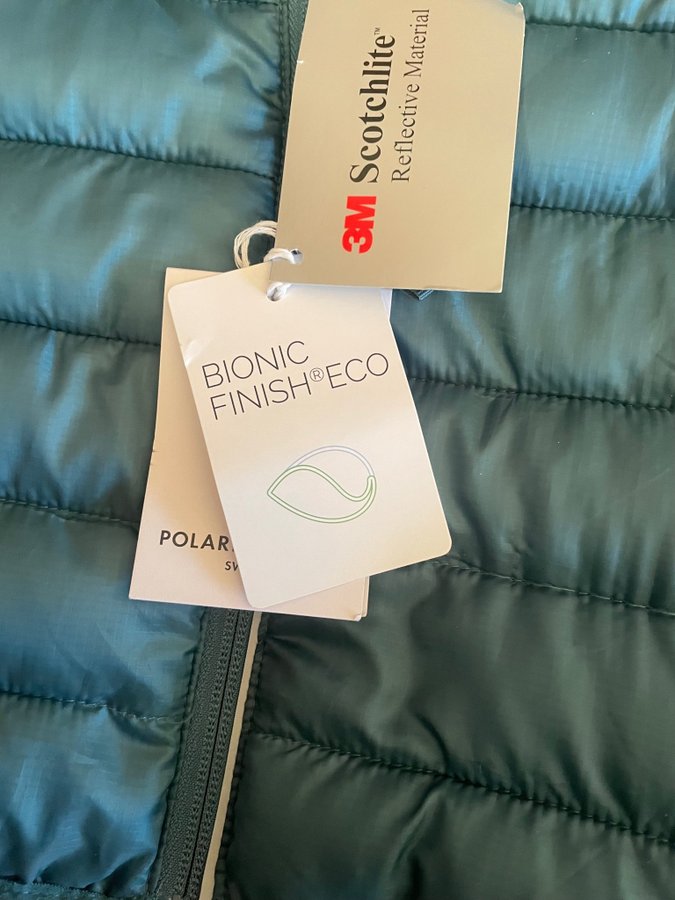 3M Scotchlite™
Reflective Material
BIONIC
FINISH®ECO